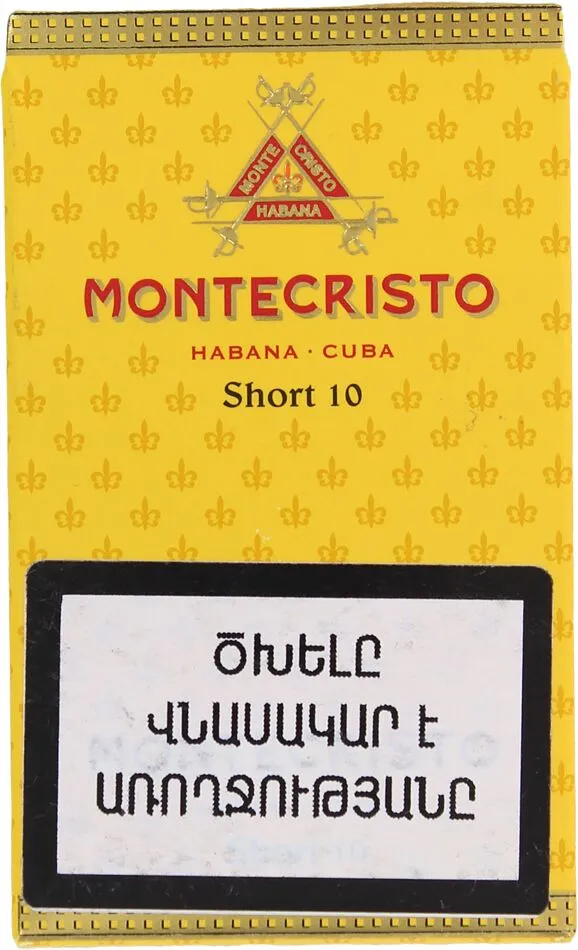 MONTE CRISTO
HABANA
MONTECRISTO
HABANA · CUBA
Short 10
ԾԽԵԼԸ
ՎՆԱՍԱԿԱՐ Է
ԱՌՈՂՋՈՒԹՅԱՆԸ